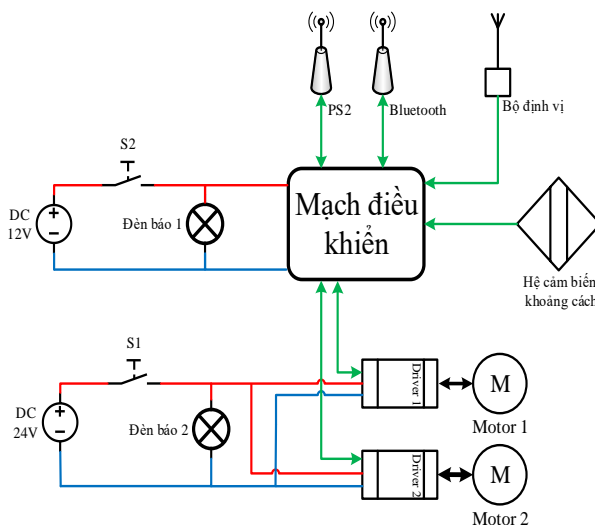 PS2
Bluetooth
Bộ định vị
S2
DC
12V
Đèn báo 1
Mạch điều
khiển
Hệ cảm biến
khoảng cách
S1
DC
24V
Đèn báo 2
Driver 1
M
Motor 1
Driver 2
M
Motor 2